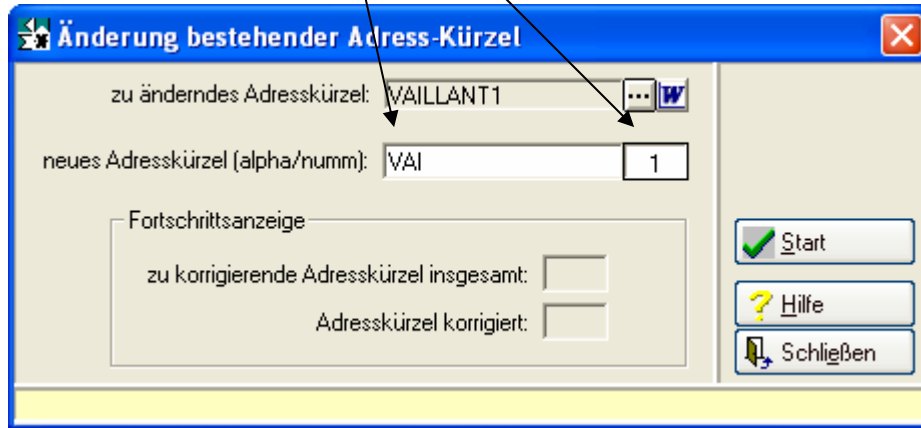 Änderung bestehender Adress-Kürzel
zu änderndes Adresskürzel: VAILLANT1 ... W
neues Adresskürzel (alpha/numm): VAI 1
Fortschrittsanzeige
zu korrigierende Adresskürzel insgesamt:
Adresskürzel korrigiert:
Start
Hilfe
Schließen